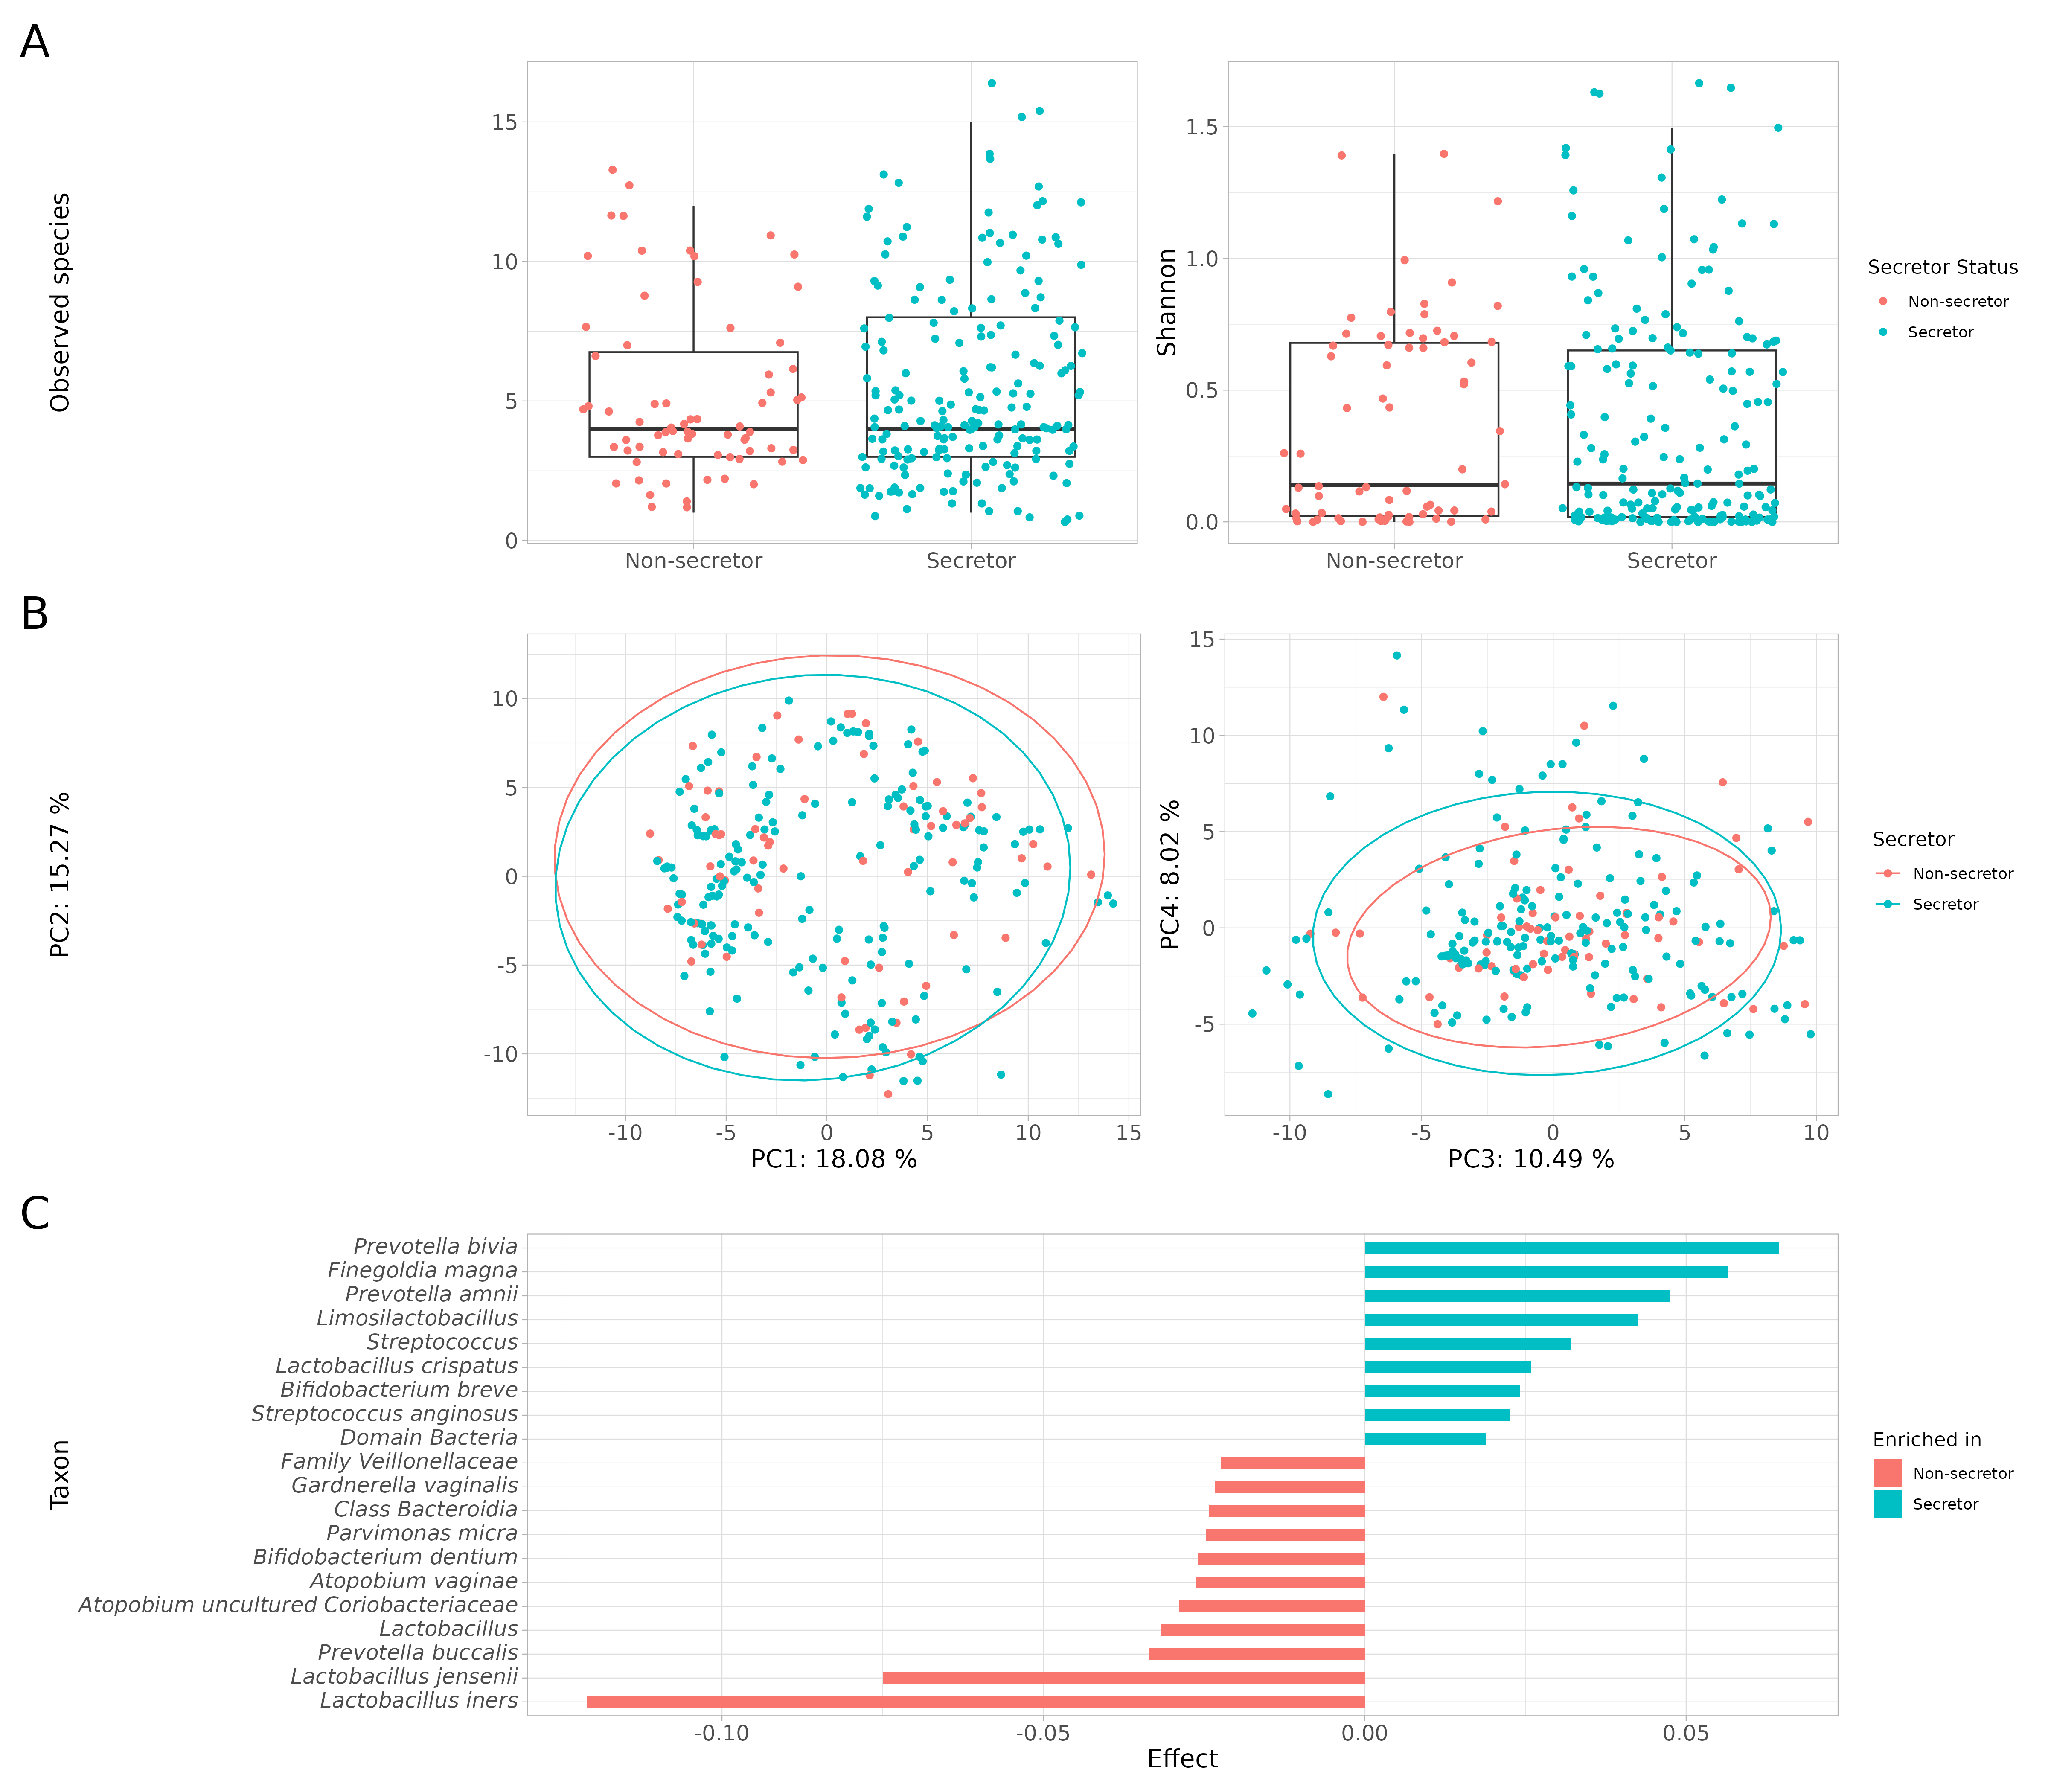 A
Observed species
15
10
5
0
Non-secretor
Secretor
Shannon
1.5
1.0
0.5
0.0
Non-secretor
Secretor
Secretor Status
Non-secretor
Secretor
B
PC2: 15.27 %
10
5
0
-5
-10
-10
-5
0
5
10
15
PC1: 18.08 %
PC4: 8.02 %
15
10
5
0
-5
-10
-5
0
5
10
PC3: 10.49 %
Secretor
Non-secretor
Secretor
C
Taxon
Prevotella bivia
Finegoldia magna
Prevotella amnii
Limosilactobacillus
Streptococcus
Lactobacillus crispatus
Bifidobacterium breve
Streptococcus anginosus
Domain Bacteria
Family Veillonellaceae
Gardnerella vaginalis
Class Bacteroidia
Parvimonas micra
Bifidobacterium dentium
Atopobium vaginae
Atopobium uncultured Coriobacteriaceae
Lactobacillus
Prevotella buccalis
Lactobacillus jensenii
Lactobacillus iners
-0.10
-0.05
0.00
0.05
Effect
Enriched in
Non-secretor
Secretor